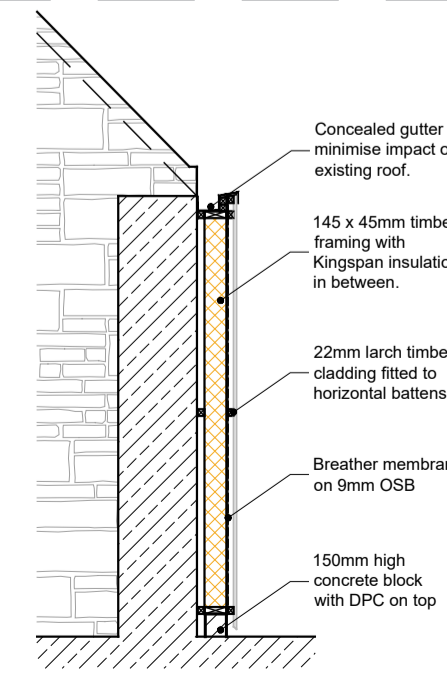 Concealed gutter
minimise impact o
existing roof.
145 x 45mm timbe
framing with
Kingspan insulatio
in between.
22mm larch timbe
cladding fitted to
horizontal battens
Breather membran
on 9mm OSB
150mm high
concrete block
with DPC on top